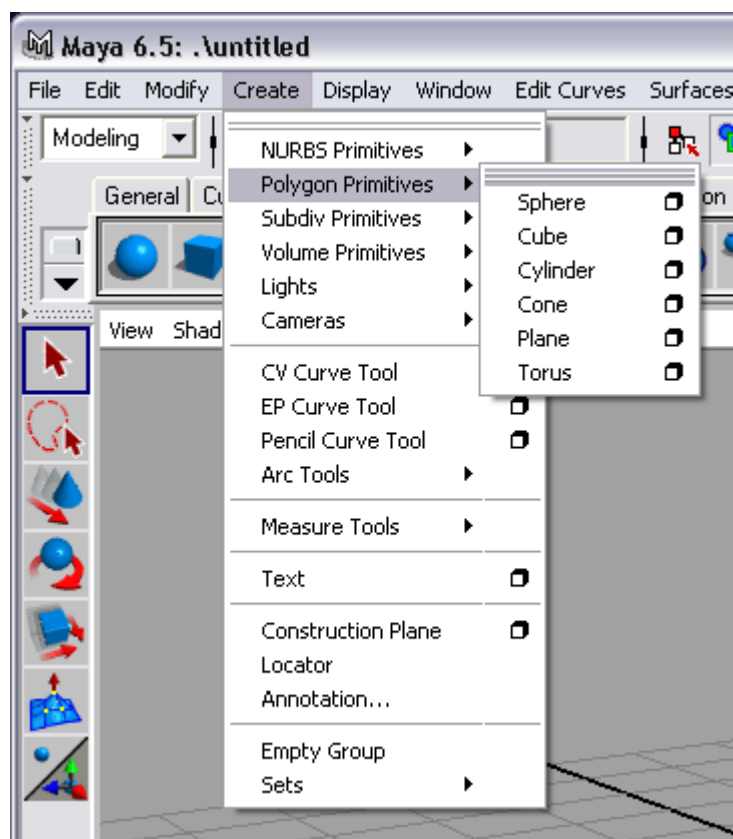 Maya 6.5: .\untitled
File Edit Modify Create Display Window Edit Curves Surfaces
Modeling
General
View
NURBS Primitives
Polygon Primitives
Subdiv Primitives
Volume Primitives
Lights
Cameras
CV Curve Tool
EP Curve Tool
Pencil Curve Tool
Arc Tools
Measure Tools
Text
Construction Plane
Locator
Annotation...
Empty Group
Sets
Sphere
Cube
Cylinder
Cone
Plane
Torus